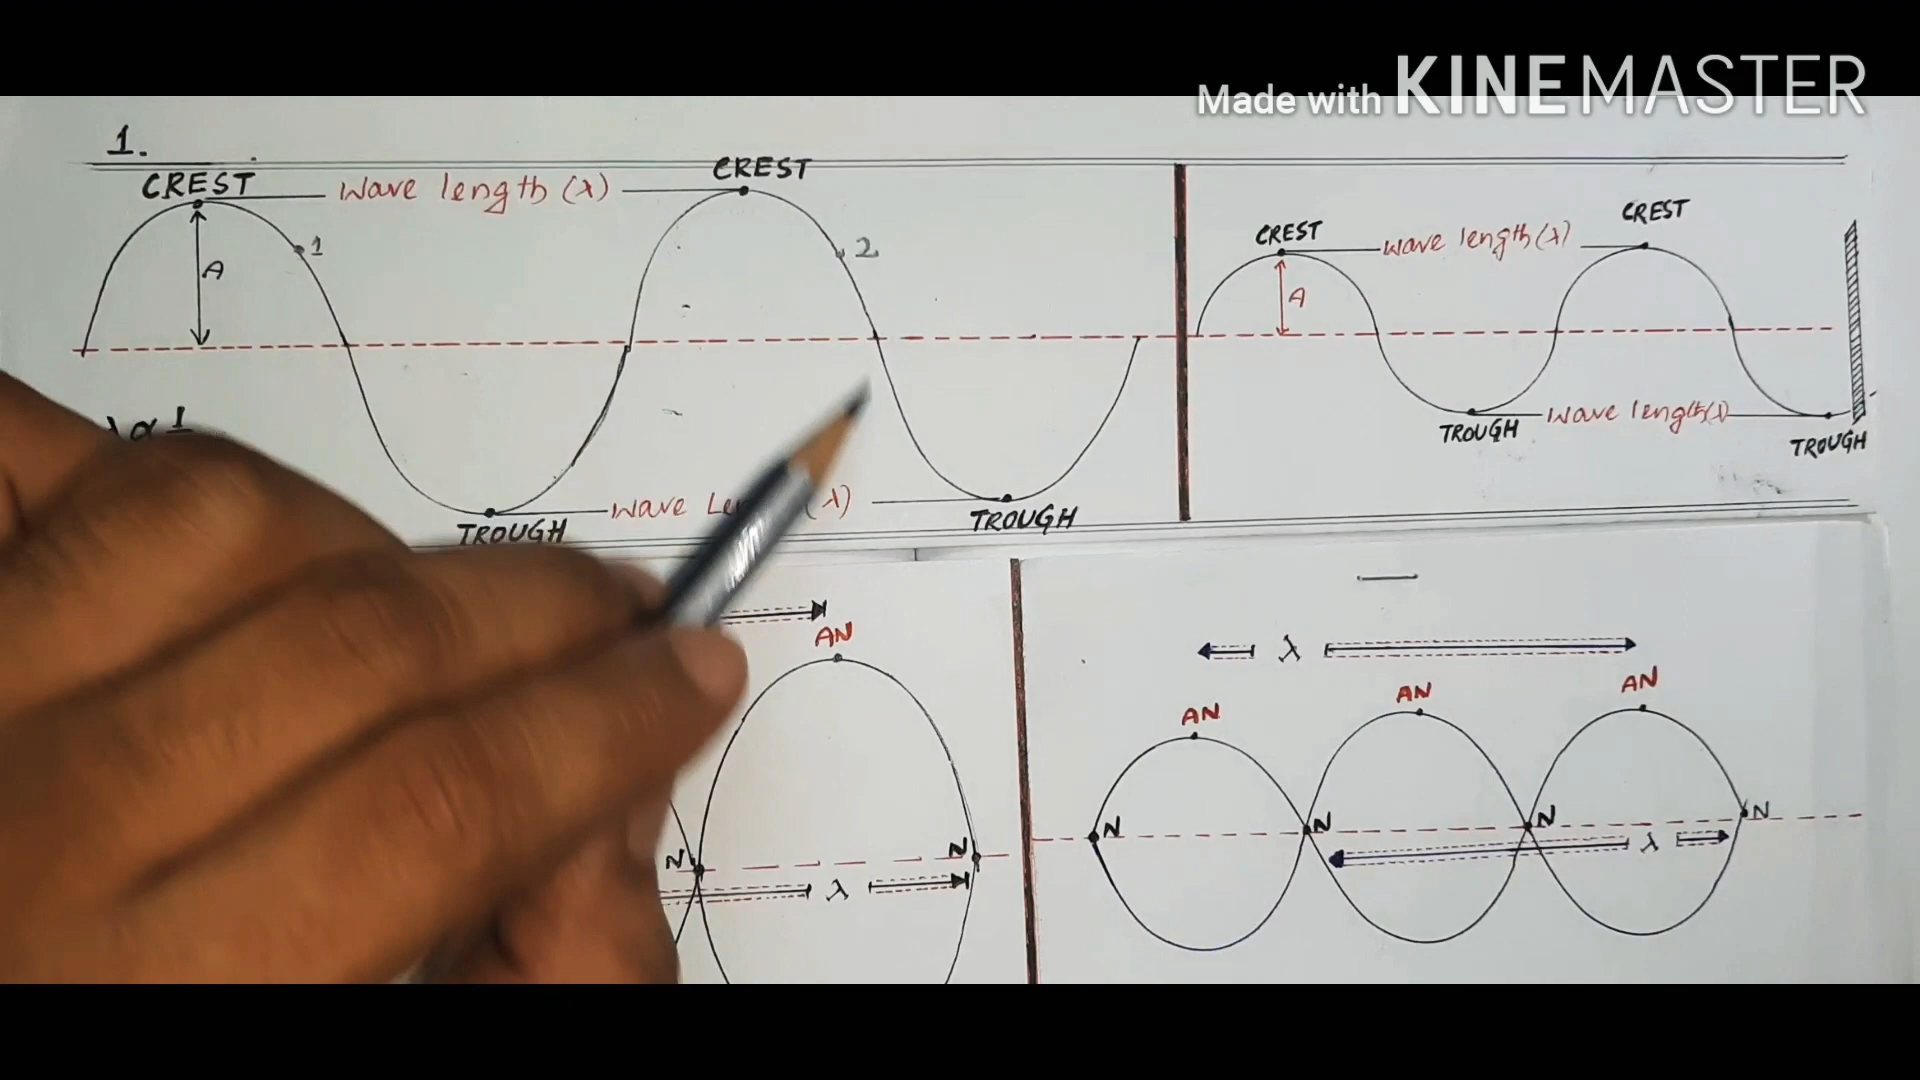 Made with KINEMASTER
1.
CREST Wave length (λ) CREST
A 1 2
TROUGH Wave λ) TROUGH
CREST Wave length(λ) CREST
A
TROUGH Wave length(λ) TROUGH
λ ∝ 1
AN
N N
λ
λ
AN AN AN
N N N N
λ